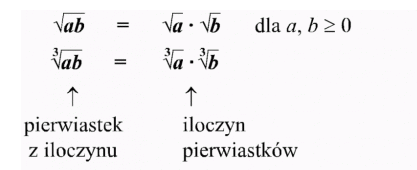 √ab = √a · √b dla a, b ≥ 0
∛ab = ∛a · ∛b
↑ ↑
pierwiastek iloczyn
z iloczynu pierwiastków